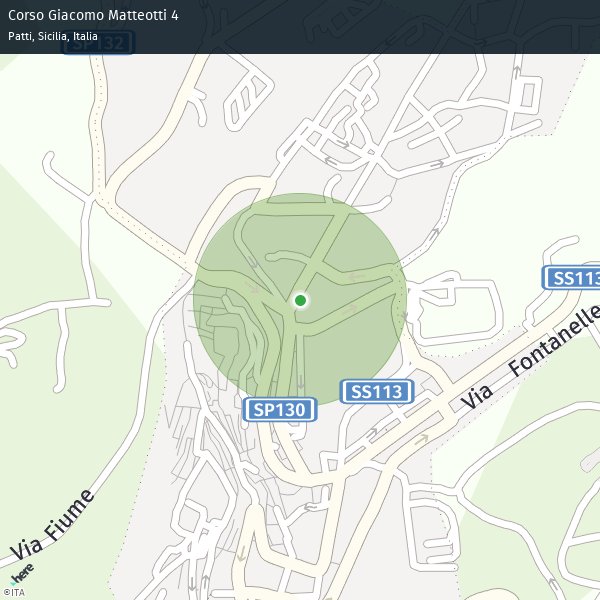 Corso Giacomo Matteotti 4
Patti, Sicilia, Italia
SP132
SS113
Via Fontanelle
SS113
SP130
Via Fiume
here
©ITA